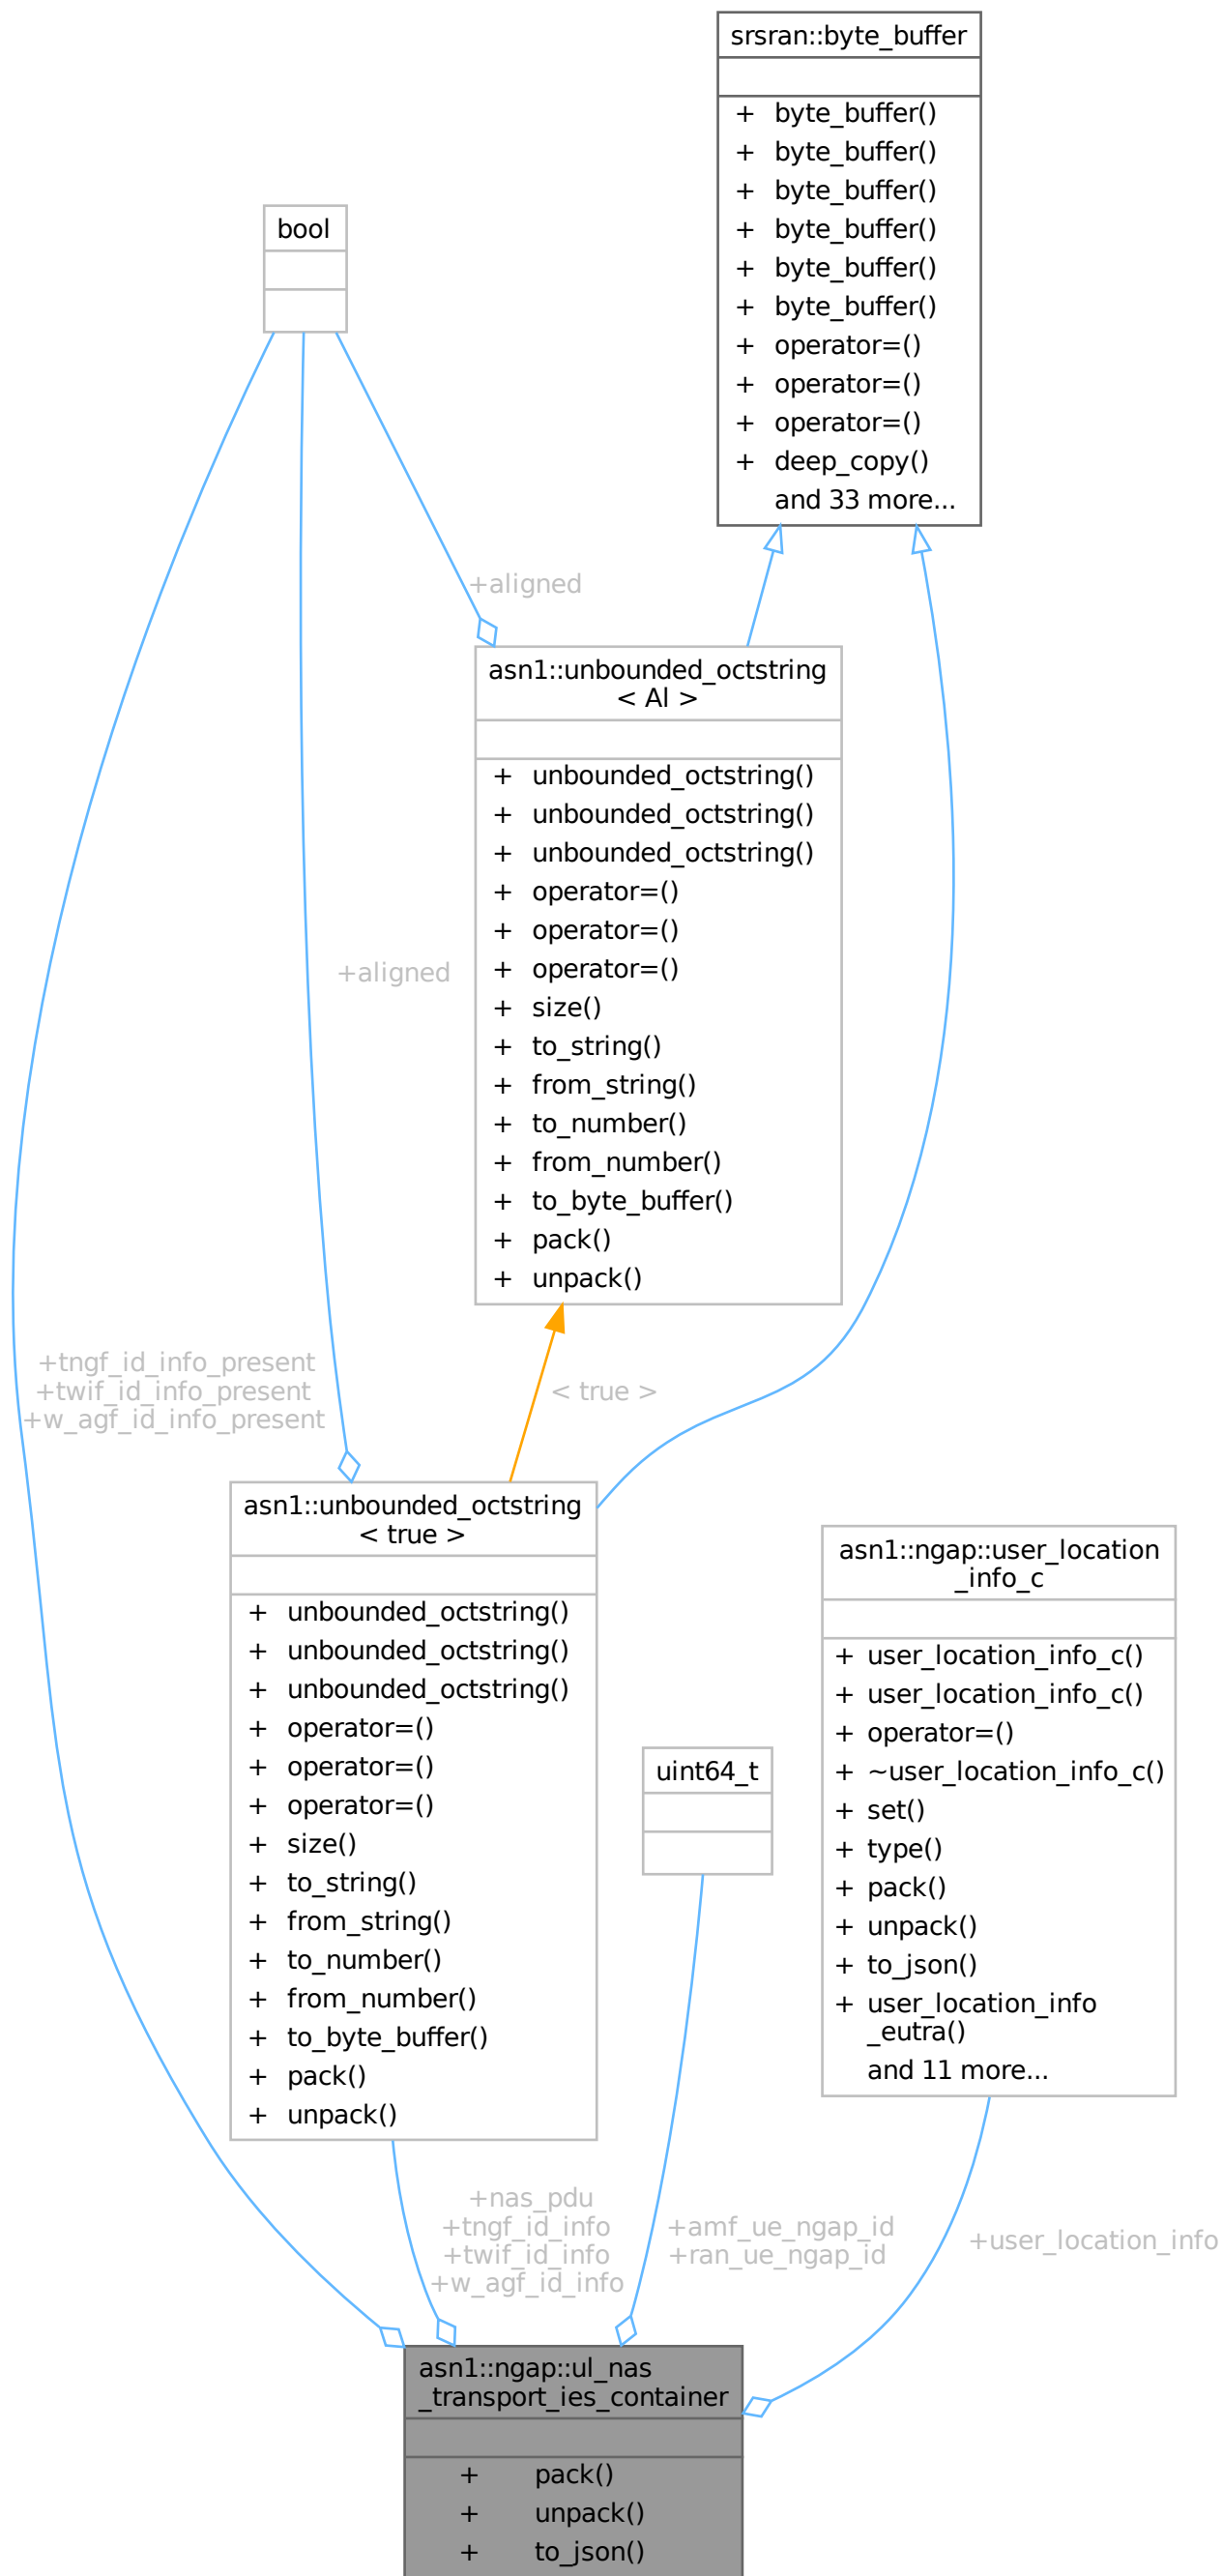 srsran::byte_buffer
+ byte_buffer()
+ byte_buffer()
+ byte_buffer()
+ byte_buffer()
+ byte_buffer()
+ byte_buffer()
+ operator=()
+ operator=()
+ operator=()
+ deep_copy()
and 33 more...
bool
+aligned
asn1::unbounded_octstring
< Al >
+ unbounded_octstring()
+ unbounded_octstring()
+ unbounded_octstring()
+ operator=()
+ operator=()
+ operator=()
+ size()
+ to_string()
+ from_string()
+ to_number()
+ from_number()
+ to_byte_buffer()
+ pack()
+ unpack()
+aligned
+tngf_id_info_present
+twif_id_info_present
+w_agf_id_info_present
< true >
asn1::unbounded_octstring
< true >
+ unbounded_octstring()
+ unbounded_octstring()
+ unbounded_octstring()
+ operator=()
+ operator=()
+ operator=()
+ size()
+ to_string()
+ from_string()
+ to_number()
+ from_number()
+ to_byte_buffer()
+ pack()
+ unpack()
uint64_t
asn1::ngap::user_location
_info_c
+ user_location_info_c()
+ user_location_info_c()
+ operator=()
+ ~user_location_info_c()
+ set()
+ type()
+ pack()
+ unpack()
+ to_json()
+ user_location_info
_eutra()
and 11 more...
+nas_pdu
+tngf_id_info
+twif_id_info
+w_agf_id_info
+amf_ue_ngap_id
+ran_ue_ngap_id
+user_location_info
asn1::ngap::ul_nas
_transport_ies_container
+ pack()
+ unpack()
+ to_json()